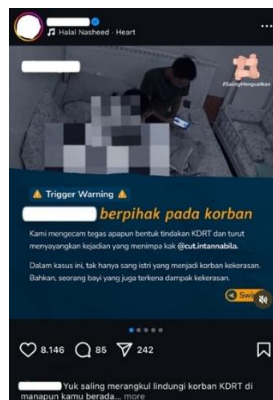 Halal Nasheed · Heart
#SalingMenguatkan
Trigger Warning
berpihak pada korban
Kami mengecam tegas apapun bentuk tindakan KDRT dan turut
menyayangkan kejadian yang menimpa kak @cut.intannabila.
Dalam kasus ini, tak hanya sang istri yang menjadi korban kekerasan.
Bahkan, seorang bayi yang juga terkena dampak kekerasan.
8.146 85 242
Yuk saling merangkul lindungi korban KDRT di
manapun kamu berada... more